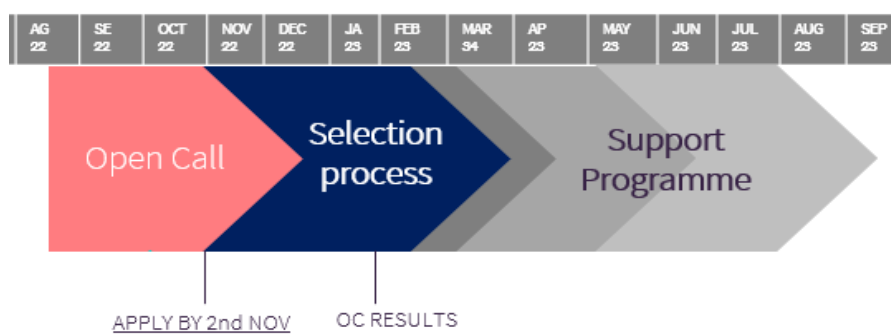 AG SE OCT NOV DEC JA FEB MAR AP MAY JUN JUL AUG SEP
22 22 22 22 22 23 23 34 23 23 23 23 23 23
Open Call
Selection
process
Support
Programme
APPLY BY 2nd NOV
OC RESULTS